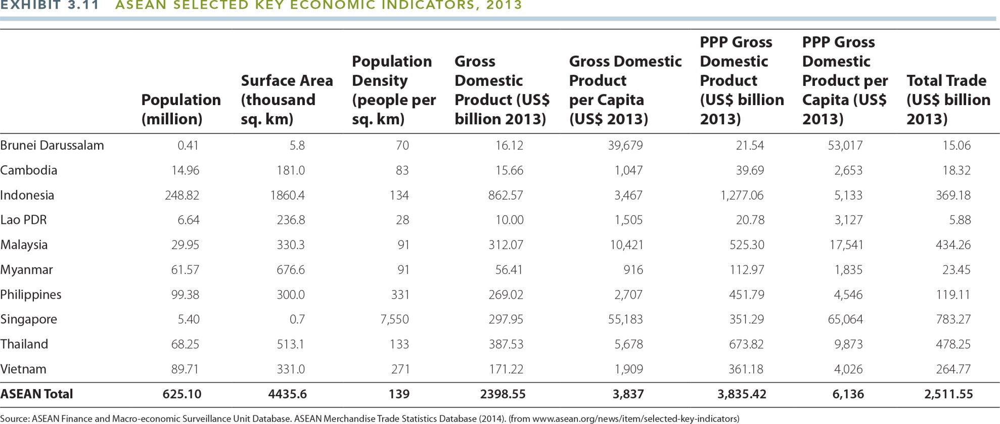 EXHIBIT 3.11 ASEAN SELECTED KEY ECONOMIC INDICATORS, 2013
Population (million) Surface Area (thousand sq. km) Population Density (people per sq. km) Gross Domestic Product (US$ billion 2013) Gross Domestic Product per Capita (US$ 2013) PPP Gross Domestic Product (US$ billion 2013) PPP Gross Domestic Product per Capita (US$ 2013) Total Trade (US$ billion 2013)
Brunei Darussalam 0.41 5.8 70 16.12 39,679 21.54 53,017 15.06
Cambodia 14.96 181.0 83 15.66 1,047 39.69 2,653 18.32
Indonesia 248.82 1860.4 134 862.57 3,467 1,277.06 5,133 369.18
Lao PDR 6.64 236.8 28 10.00 1,505 20.78 3,127 5.88
Malaysia 29.95 330.3 91 312.07 10,421 525.30 17,541 434.26
Myanmar 61.57 676.6 91 56.41 916 112.97 1,835 23.45
Philippines 99.38 300.0 331 269.02 2,707 451.79 4,546 119.11
Singapore 5.40 0.7 7,550 297.95 55,183 351.29 65,064 783.27
Thailand 68.25 513.1 133 387.53 5,678 673.82 9,873 478.25
Vietnam 89.71 331.0 271 171.22 1,909 361.18 4,026 264.77
ASEAN Total 625.10 4435.6 139 2398.55 3,837 3,835.42 6,136 2,511.55
Source: ASEAN Finance and Macro-economic Surveillance Unit Database. ASEAN Merchandise Trade Statistics Database (2014). (from www.asean.org/news/item/selected-key-indicators)